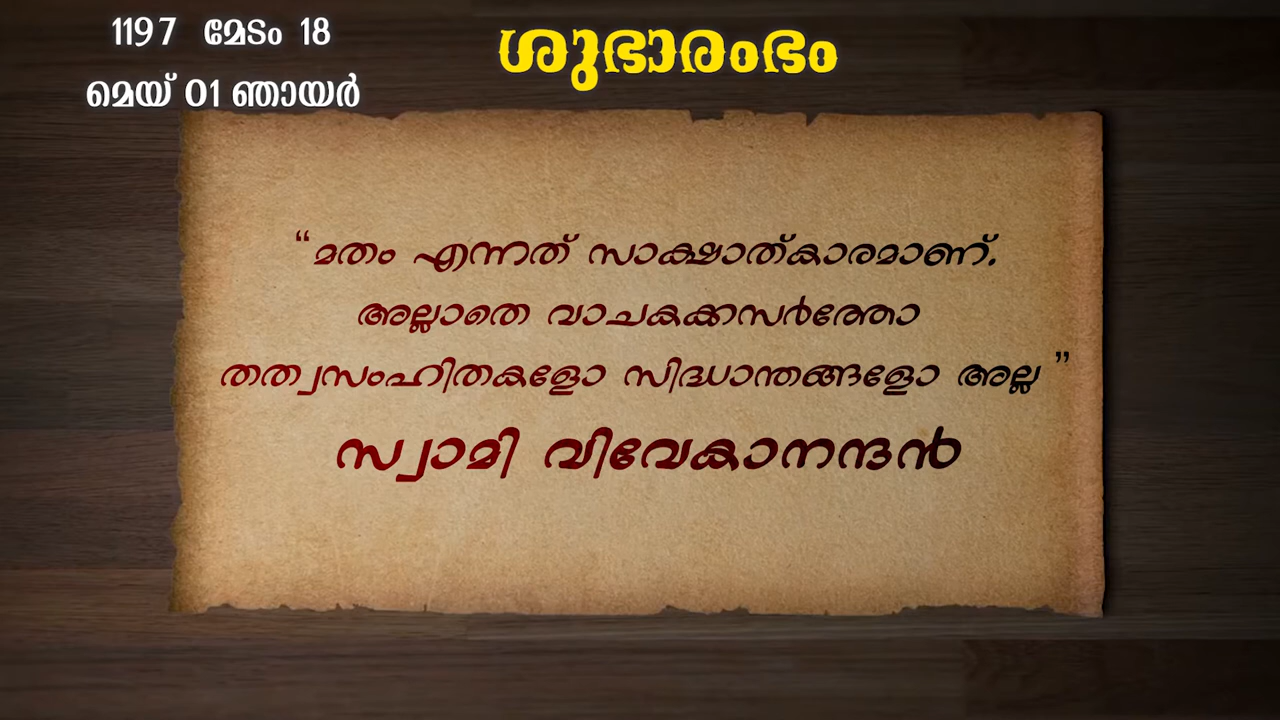 1197 മേടം 18
മെയ് 01 ഞായർ
ശുഭാരംഭം
“മതം എന്നത് സാക്ഷാത്കാരമാണ്.
അല്ലാതെ വാചകക്കസർത്തോ
തത്വസംഹിതകളോ സിദ്ധാന്തങ്ങളോ അല്ല ”
സ്വാമി വിവേകാനന്ദൻ